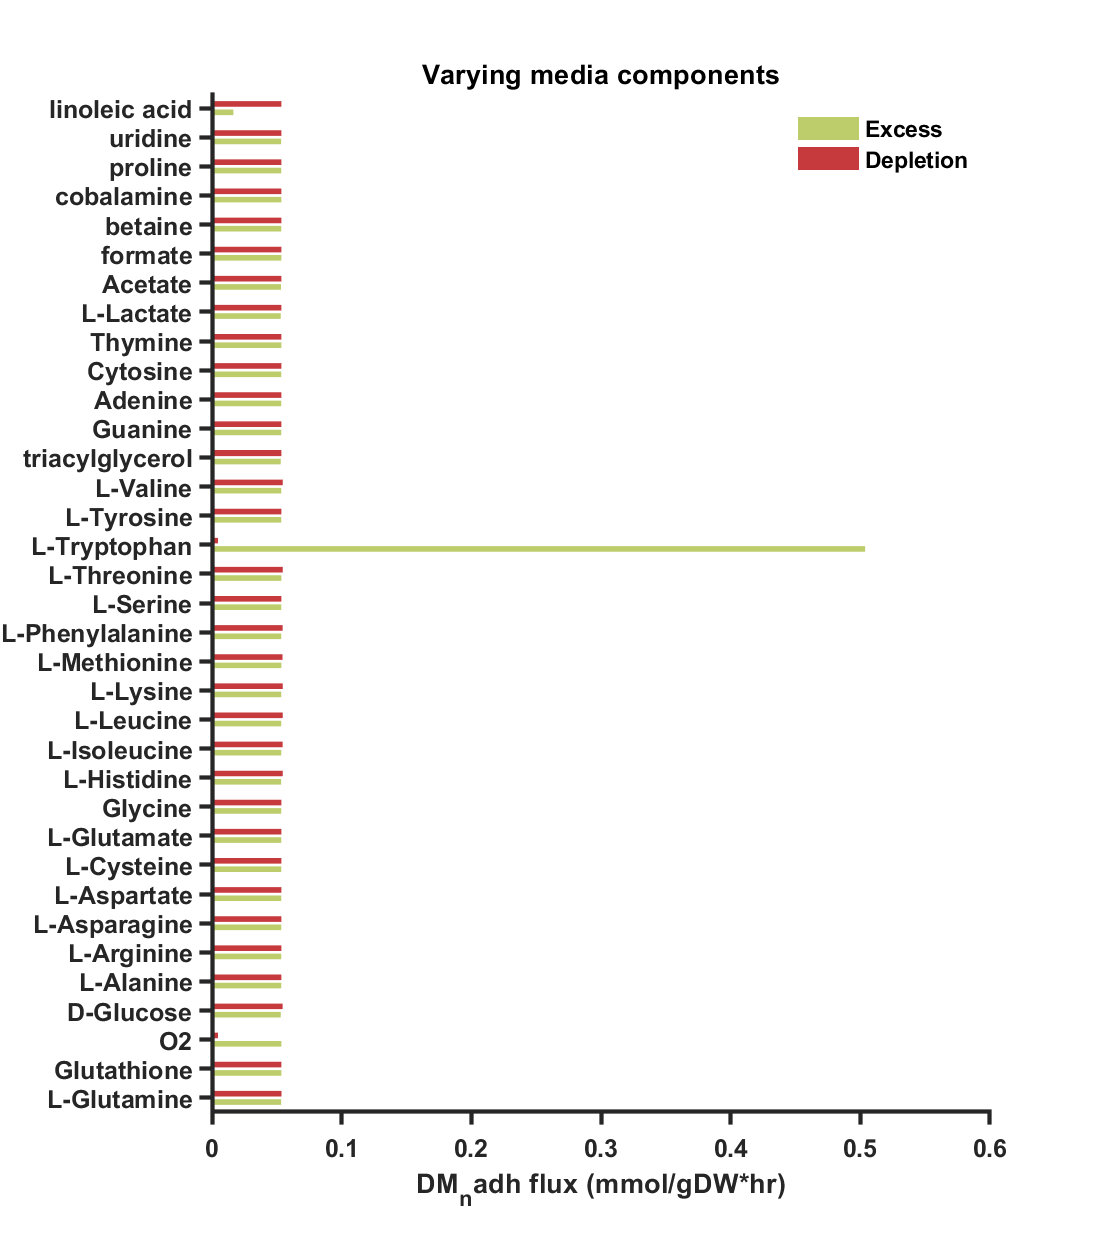 Varying media components
Excess
Depletion
linoleic acid
uridine
proline
cobalamine
betaine
formate
Acetate
L-Lactate
Thymine
Cytosine
Adenine
Guanine
triacylglycerol
L-Valine
L-Tyrosine
L-Tryptophan
L-Threonine
L-Serine
L-Phenylalanine
L-Methionine
L-Lysine
L-Leucine
L-Isoleucine
L-Histidine
Glycine
L-Glutamate
L-Cysteine
L-Aspartate
L-Asparagine
L-Arginine
L-Alanine
D-Glucose
O2
Glutathione
L-Glutamine
0 0.1 0.2 0.3 0.4 0.5 0.6
DMnadh flux (mmol/gDW*hr)